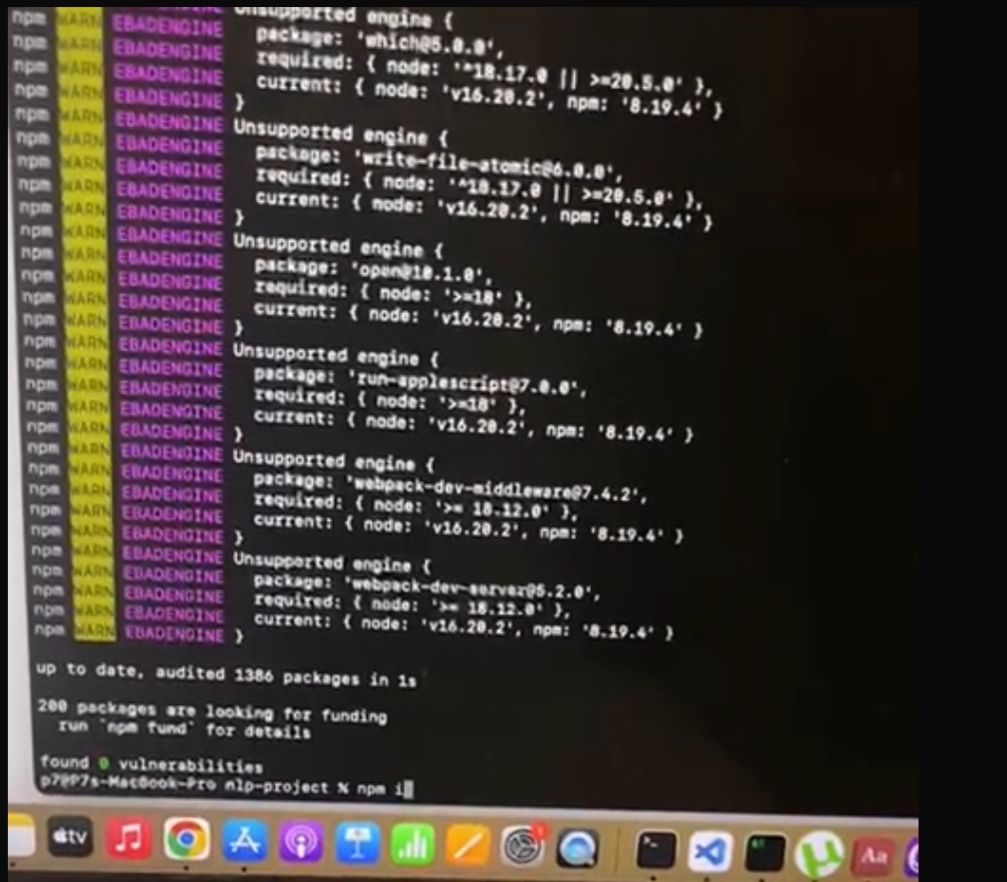 npm WARN EBADENGINE Unsupported engine {
npm WARN EBADENGINE   package: 'which@5.0.0',
npm WARN EBADENGINE   required: { node: '^18.17.0 || >=20.5.0' },
npm WARN EBADENGINE   current: { node: 'v16.20.2', npm: '8.19.4' }
npm WARN EBADENGINE }
npm WARN EBADENGINE Unsupported engine {
npm WARN EBADENGINE   package: 'write-file-atomic@6.0.0',
npm WARN EBADENGINE   required: { node: '^18.17.0 || >=20.5.0' },
npm WARN EBADENGINE   current: { node: 'v16.20.2', npm: '8.19.4' }
npm WARN EBADENGINE }
npm WARN EBADENGINE Unsupported engine {
npm WARN EBADENGINE   package: 'open@10.1.0',
npm WARN EBADENGINE   required: { node: '>=18' },
npm WARN EBADENGINE   current: { node: 'v16.20.2', npm: '8.19.4' }
npm WARN EBADENGINE }
npm WARN EBADENGINE Unsupported engine {
npm WARN EBADENGINE   package: 'run-applescript@7.0.0',
npm WARN EBADENGINE   required: { node: '>=18' },
npm WARN EBADENGINE   current: { node: 'v16.20.2', npm: '8.19.4' }
npm WARN EBADENGINE }
npm WARN EBADENGINE Unsupported engine {
npm WARN EBADENGINE   package: 'webpack-dev-middleware@7.4.2',
npm WARN EBADENGINE   required: { node: '>= 18.12.0' },
npm WARN EBADENGINE   current: { node: 'v16.20.2', npm: '8.19.4' }
npm WARN EBADENGINE }
npm WARN EBADENGINE Unsupported engine {
npm WARN EBADENGINE   package: 'webpack-dev-server@5.2.0',
npm WARN EBADENGINE   required: { node: '>= 18.12.0' },
npm WARN EBADENGINE   current: { node: 'v16.20.2', npm: '8.19.4' }
npm WARN EBADENGINE }
up to date, audited 1386 packages in 1s
200 packages are looking for funding
  run `npm fund` for details
found 0 vulnerabilities
p7@P7s-MacBook-Pro nlp-project % npm i
tv
Aa